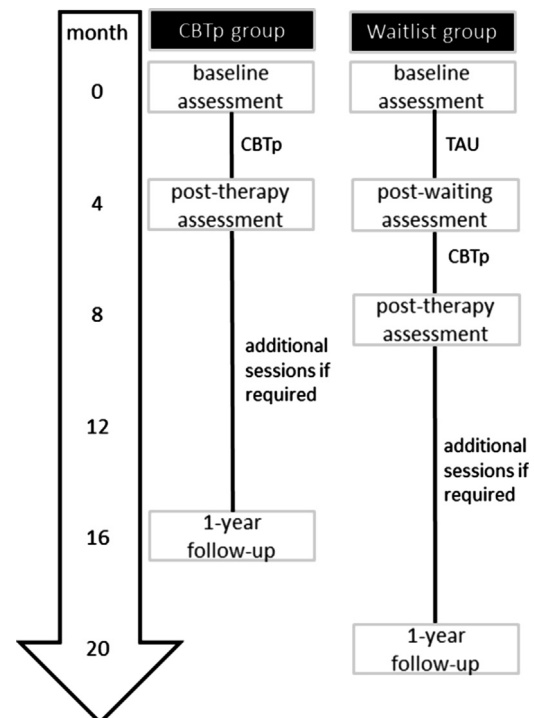 month
0
4
8
12
16
20
CBTp group
baseline
assessment
CBTp
post-therapy
assessment
additional
sessions if
required
1-year
follow-up
Waitlist group
baseline
assessment
TAU
post-waiting
assessment
CBTp
post-therapy
assessment
additional
sessions if
required
1-year
follow-up